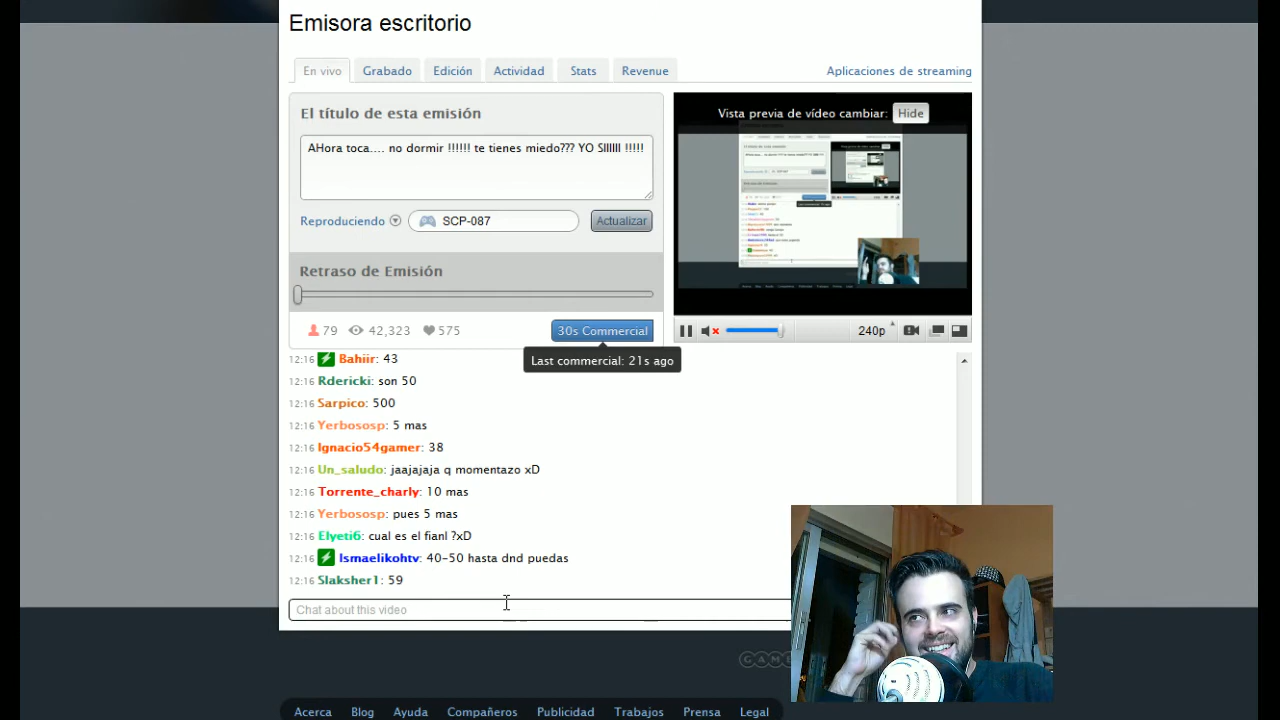 Emisora escritorio
En vivo
Grabado
Edición
Actividad
Stats
Revenue
Aplicaciones de streaming
El título de esta emisión
AHora toca.... no dormir !!!!!! te tienes miedo??? YO SIIIIII !!!!!
Reproduciendo
SCP-087
Actualizar
Retraso de Emisión
79
42,323
575
30s Commercial
Last commercial: 21s ago
Vista previa de vídeo cambiar:
Hide
240p
12:16 Bahiir: 43
12:16 Rdericki: son 50
12:16 Sarpico: 500
12:16 Yerbososp: 5 mas
12:16 Ignacio54gamer: 38
12:16 Un_saludo: jaajajaja q momentazo xD
12:16 Torrente_charly: 10 mas
12:16 Yerbososp: pues 5 mas
12:16 Elyeti6: cual es el fianl ?xD
12:16 Ismaelikohtv: 40-50 hasta dnd puedas
12:16 Slaksher1: 59
Chat about this video
Acerca
Blog
Ayuda
Compañeros
Publicidad
Trabajos
Prensa
Legal